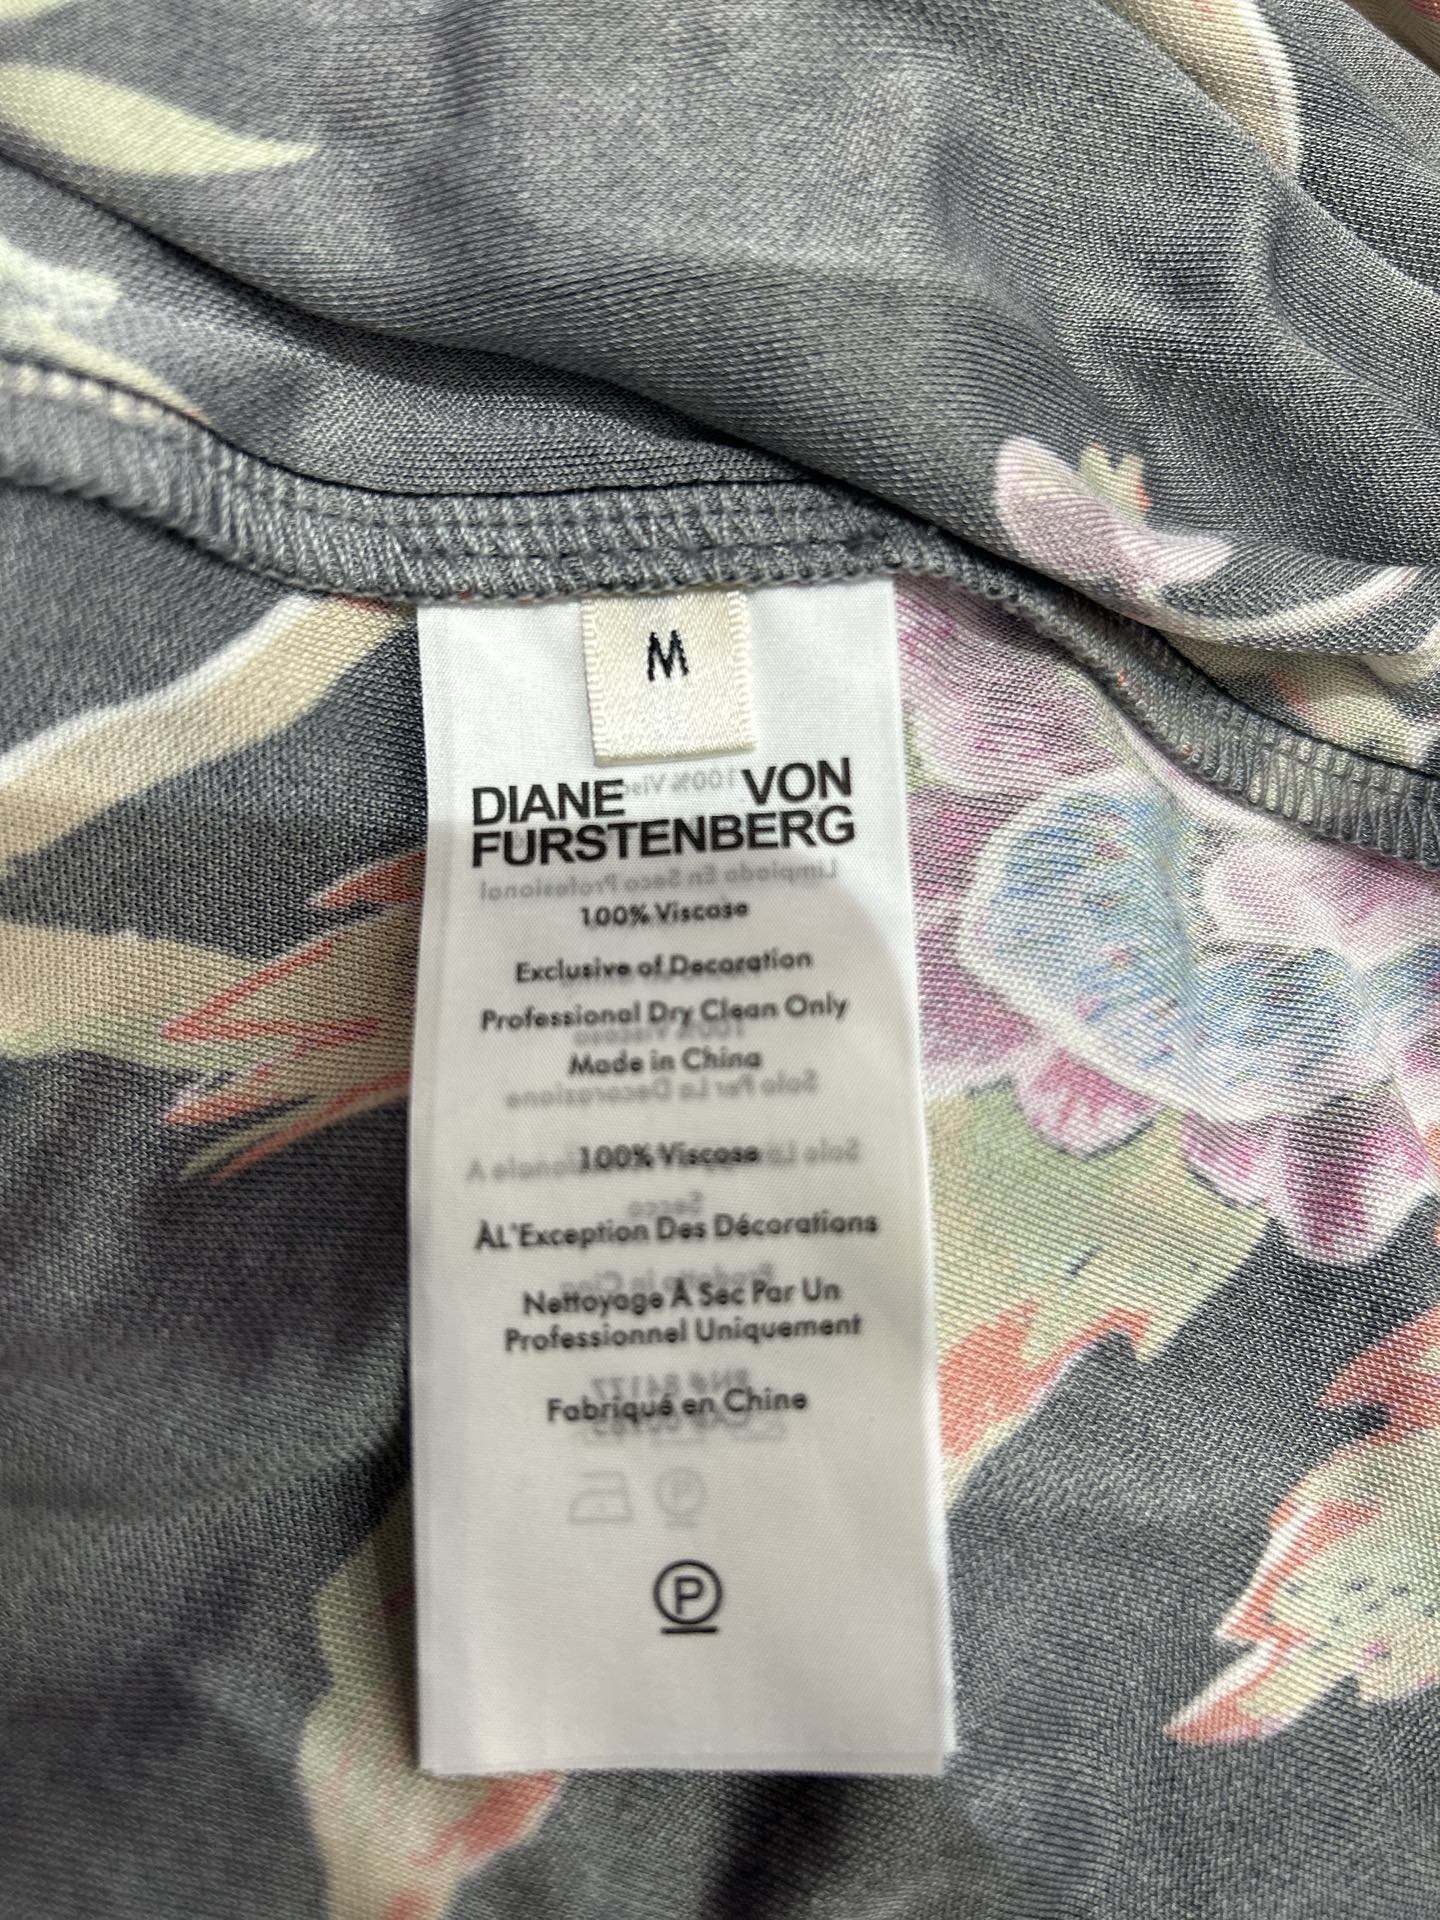 M
DIANE VON
FURSTENBERG
100% Viscose
Exclusive of Decoration
Professional Dry Clean Only
Made in China
100% Viscose
ÀL'Exception Des Décorations
Nettoyage À Sec Par Un
Professionnel Uniquement
Fabriqué en Chine
P